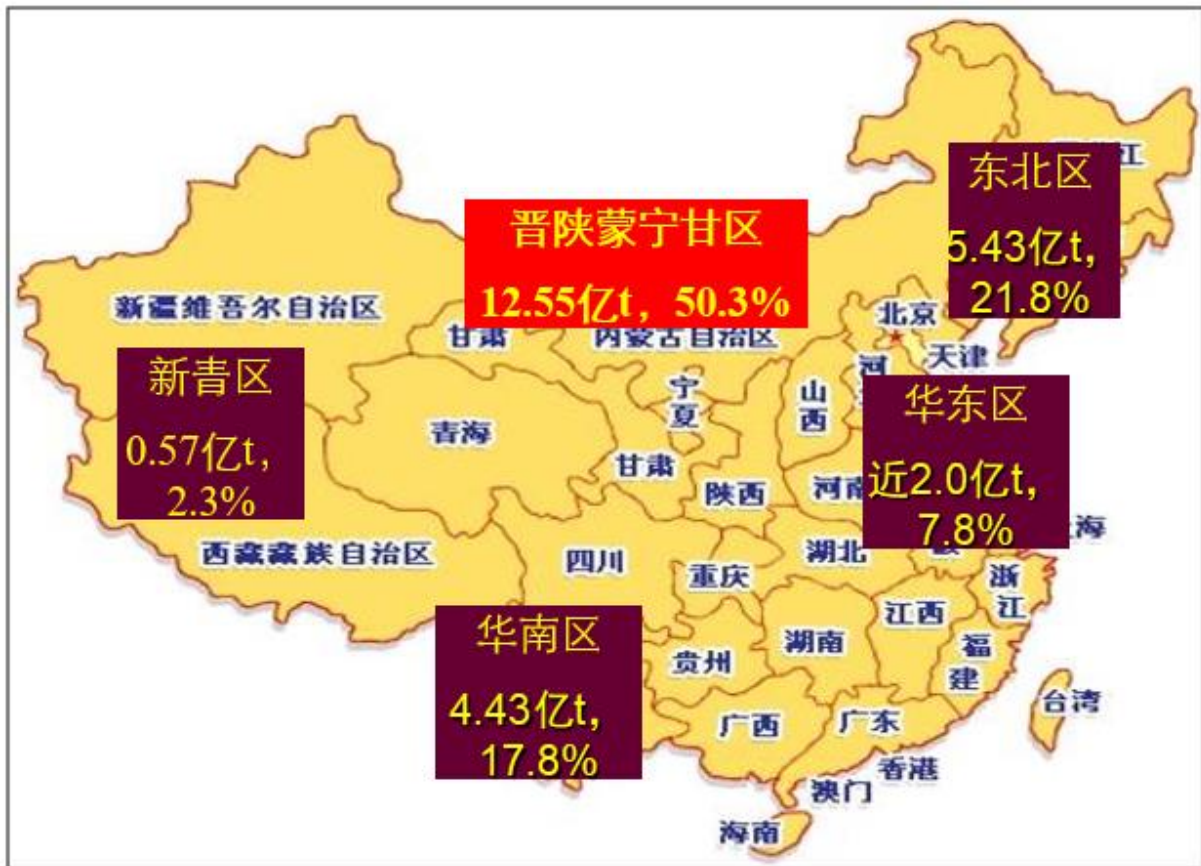 东北区
5.43亿t,
21.8%
江
晋陕蒙宁甘区
12.55亿t, 50.3%
新疆維吾尔自治区
甘肃
内蒙古自治区
北京
天津
河
新青区
0.57亿t,
2.3%
青海
宁夏
山西
甘肃
陕西
河南
华东区
近2.0亿t,
7.8%
海
西藏藏族自治区
四川
重庆
湖北
浙江
江西
华南区
4.43亿t,
17.8%
贵州
湖南
福建
台湾
广西
广东
香港
澳门
海南